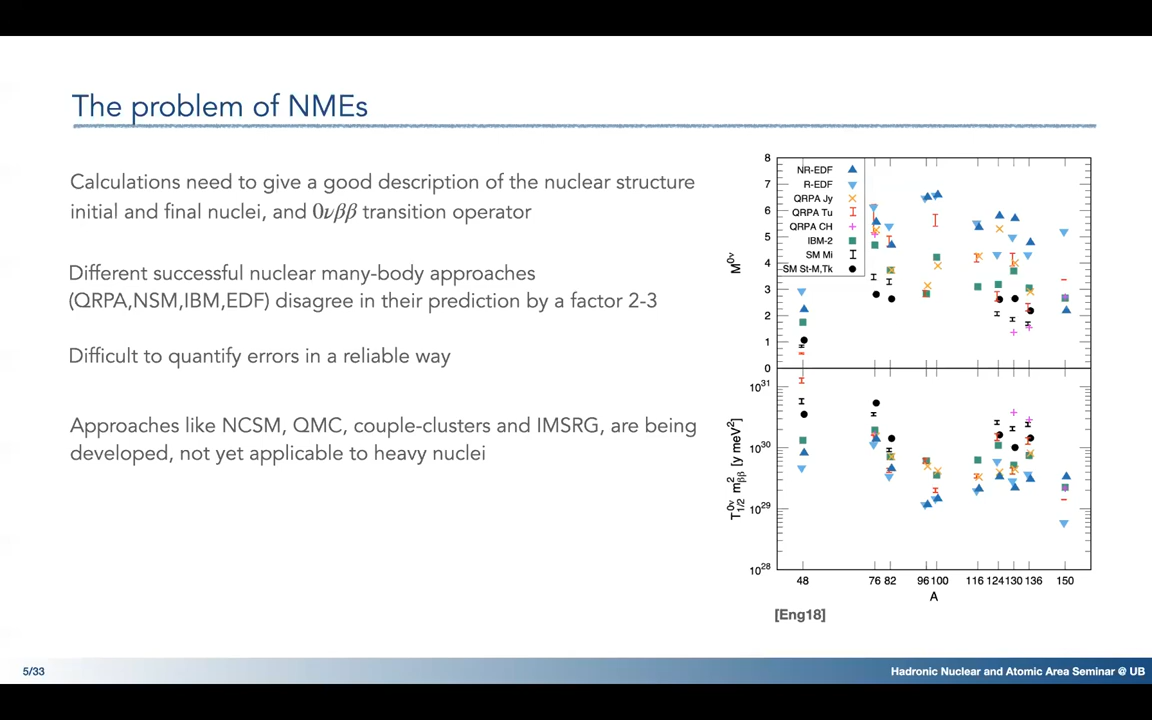 The problem of NMEs
Calculations need to give a good description of the nuclear structure
initial and final nuclei, and 0νββ transition operator
Different successful nuclear many-body approaches
(QRPA,NSM,IBM,EDF) disagree in their prediction by a factor 2-3
Difficult to quantify errors in a reliable way
Approaches like NCSM, QMC, couple-clusters and IMSRG, are being
developed, not yet applicable to heavy nuclei
NR-EDF
R-EDF
QRPA Jy
QRPA Tu
QRPA CH
IBM-2
SM Mi
SM St-M,Tk
8
7
6
5
4
3
2
1
0
M⁰ᵛ
10³¹
10³⁰
10²⁹
10²⁸
T₁/₂⁰ᵛ m²ββ [y meV²]
48 76 82 96 100 116 124 130 136 150
A
[Eng18]
5/33
Hadronic Nuclear and Atomic Area Seminar @ UB